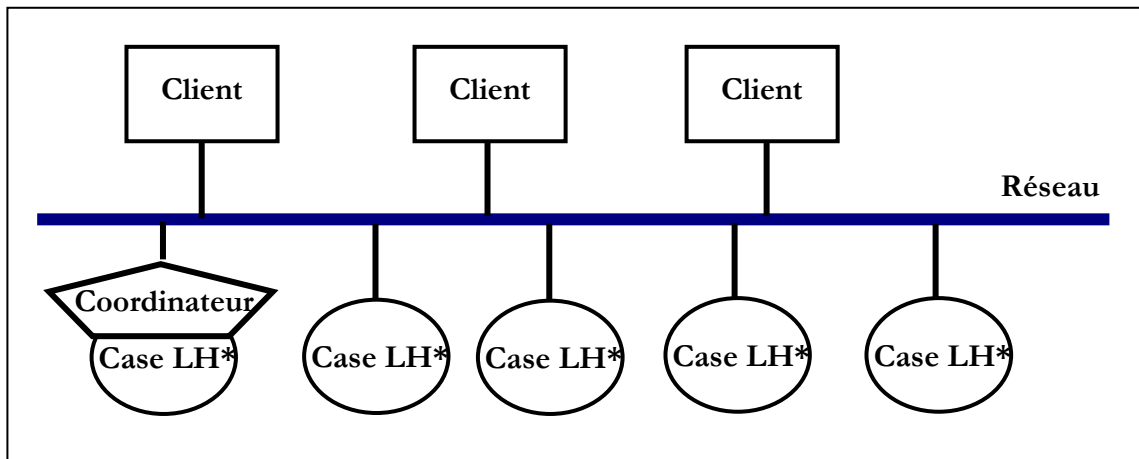 Client
Client
Client
Réseau
Coordinateur
Case LH*
Case LH*
Case LH*
Case LH*
Case LH*